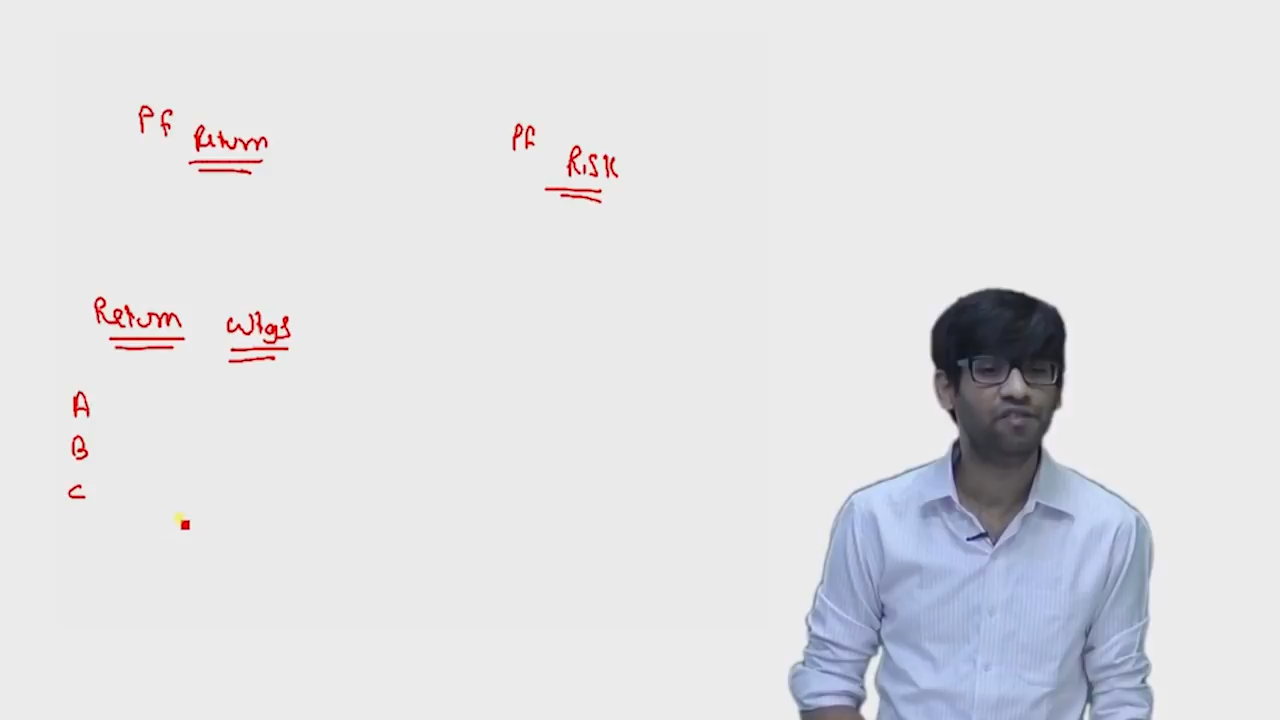 Pf Return
Pf Risk
Return Wtgs
A
B
C